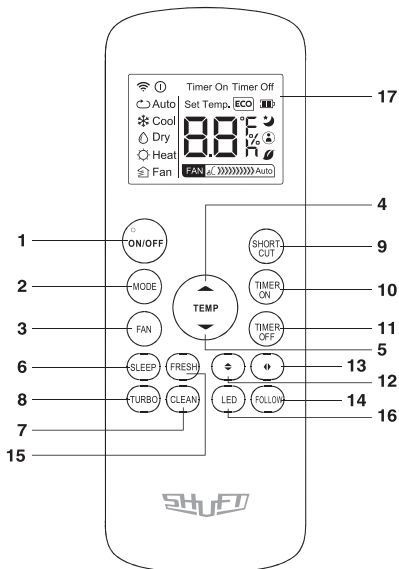 Timer On Timer Off
17
Auto
Set Temp. ECO
Cool
88 °F
Dry
%
Heat
h
Fan
FAN Auto
4
1
ON/OFF
SHORT CUT
9
2
MODE
TEMP
TIMER ON
10
3
FAN
TIMER OFF
11
5
6
SLEEP
FRESH
13
12
8
TURBO
CLEAN
LED
FOLLOW
14
7
16
15
SHUFT